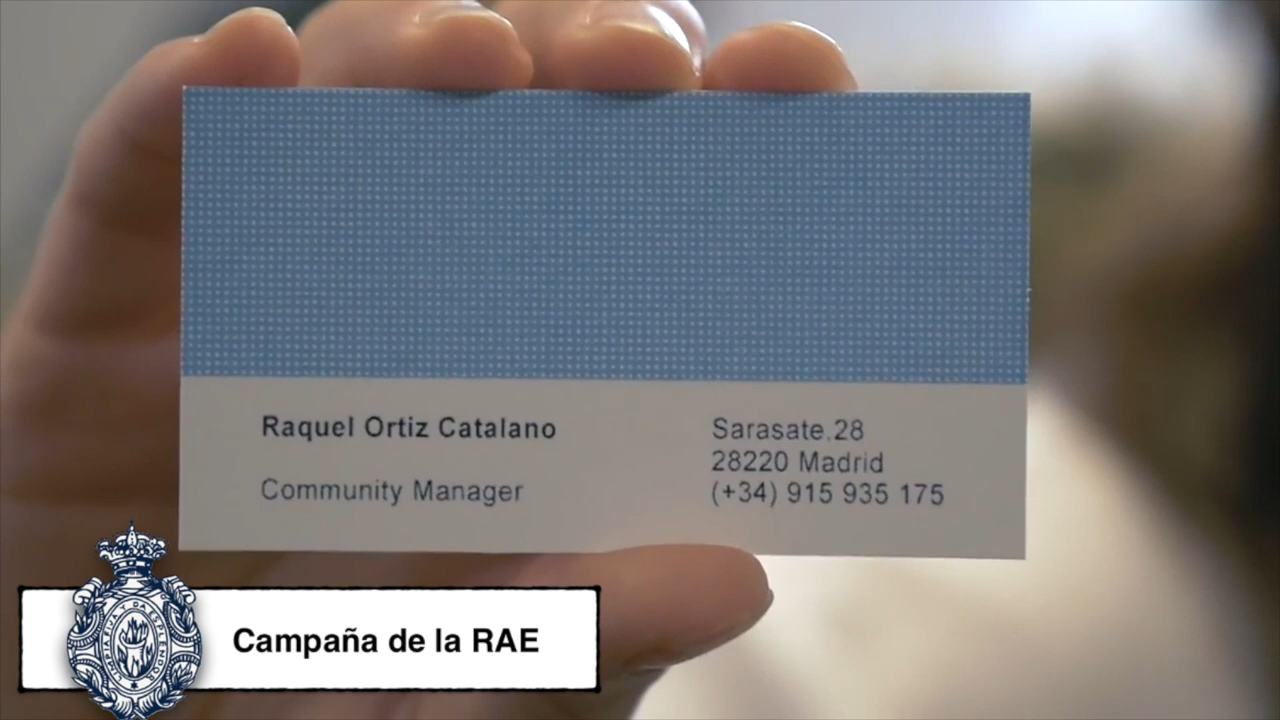 Raquel Ortiz Catalano
Community Manager
Sarasate.28
28220 Madrid
(+34) 915 935 175
Campaña de la RAE